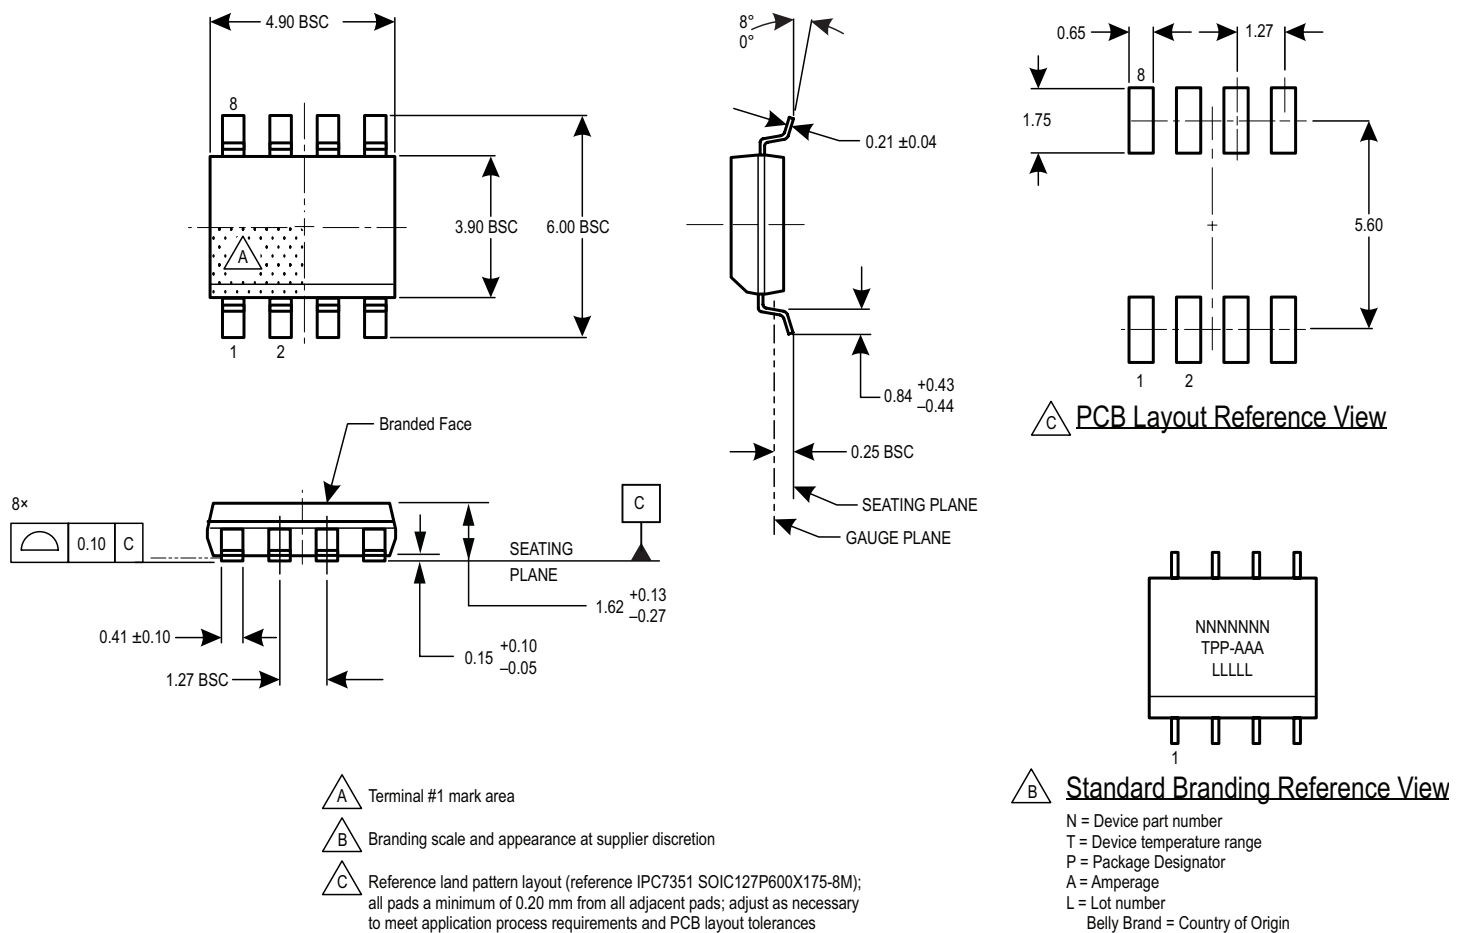 4.90 BSC
8
A
3.90 BSC
6.00 BSC
1 2
8°
0°
0.21 ±0.04
0.84 +0.43
–0.44
0.25 BSC
SEATING PLANE
GAUGE PLANE
0.65
1.27
8
1.75
5.60
1 2
C PCB Layout Reference View
Branded Face
8×
0.10 C
C
SEATING
PLANE
1.62 +0.13
–0.27
0.41 ±0.10
0.15 +0.10
–0.05
1.27 BSC
NNNNNNN
TPP-AAA
LLLLL
1
B Standard Branding Reference View
N = Device part number
T = Device temperature range
P = Package Designator
A = Amperage
L = Lot number
Belly Brand = Country of Origin
A Terminal #1 mark area
B Branding scale and appearance at supplier discretion
C Reference land pattern layout (reference IPC7351 SOIC127P600X175-8M);
all pads a minimum of 0.20 mm from all adjacent pads; adjust as necessary
to meet application process requirements and PCB layout tolerances